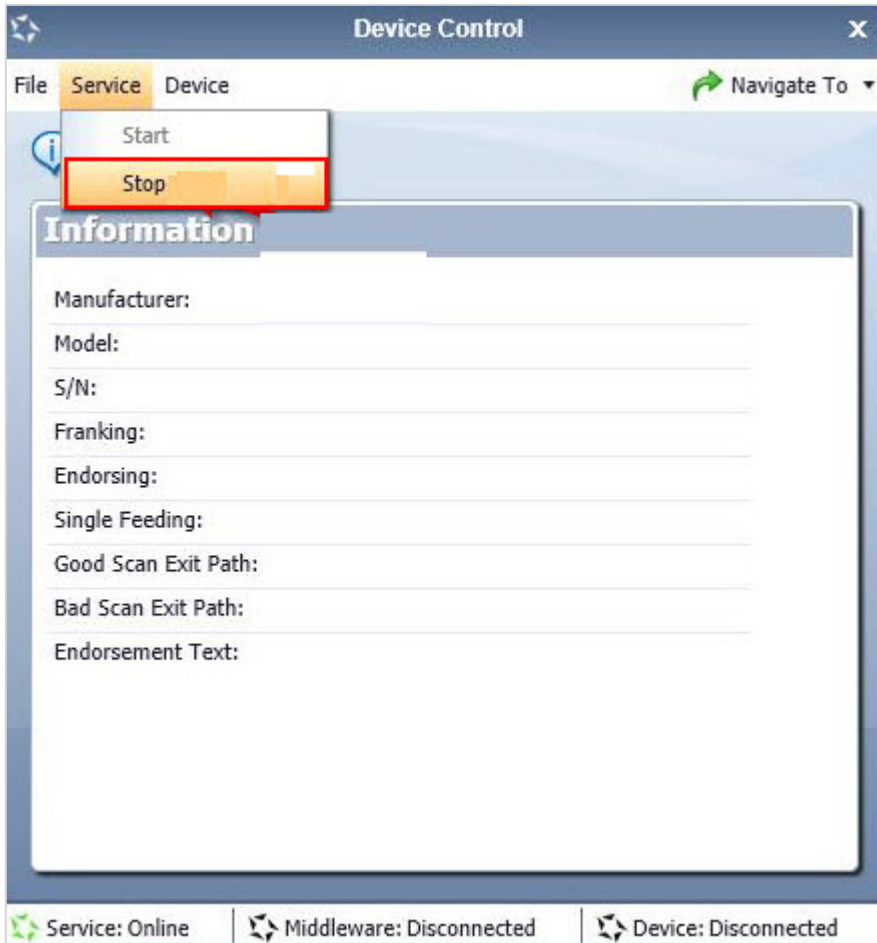 Device Control
File Service Device Navigate To
Start
Stop
Information
Manufacturer:
Model:
S/N:
Franking:
Endorsing:
Single Feeding:
Good Scan Exit Path:
Bad Scan Exit Path:
Endorsement Text:
Service: Online Middleware: Disconnected Device: Disconnected